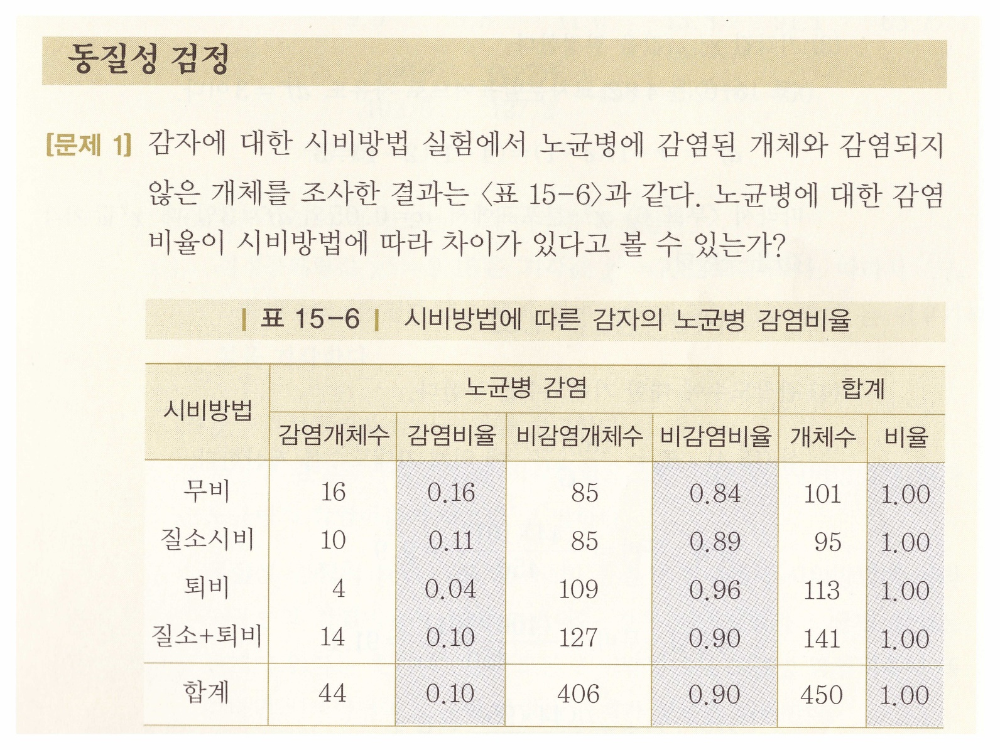 동질성 검정
[문제 1] 감자에 대한 시비방법 실험에서 노균병에 감염된 개체와 감염되지
않은 개체를 조사한 결과는 〈표 15-6〉과 같다. 노균병에 대한 감염
비율이 시비방법에 따라 차이가 있다고 볼 수 있는가?
| 표 15-6 | 시비방법에 따른 감자의 노균병 감염비율
시비방법 노균병 감염 합계
감염개체수 감염비율 비감염개체수 비감염비율 개체수 비율
무비 16 0.16 85 0.84 101 1.00
질소시비 10 0.11 85 0.89 95 1.00
퇴비 4 0.04 109 0.96 113 1.00
질소+퇴비 14 0.10 127 0.90 141 1.00
합계 44 0.10 406 0.90 450 1.00